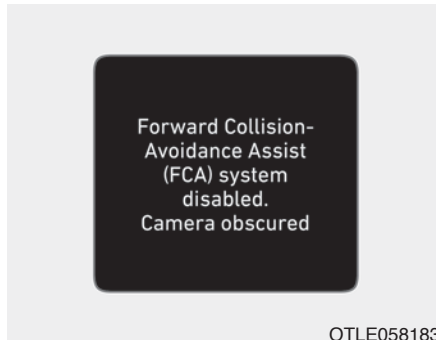 Forward Collision-
Avoidance Assist
(FCA) system
disabled.
Camera obscured
OTLE058183